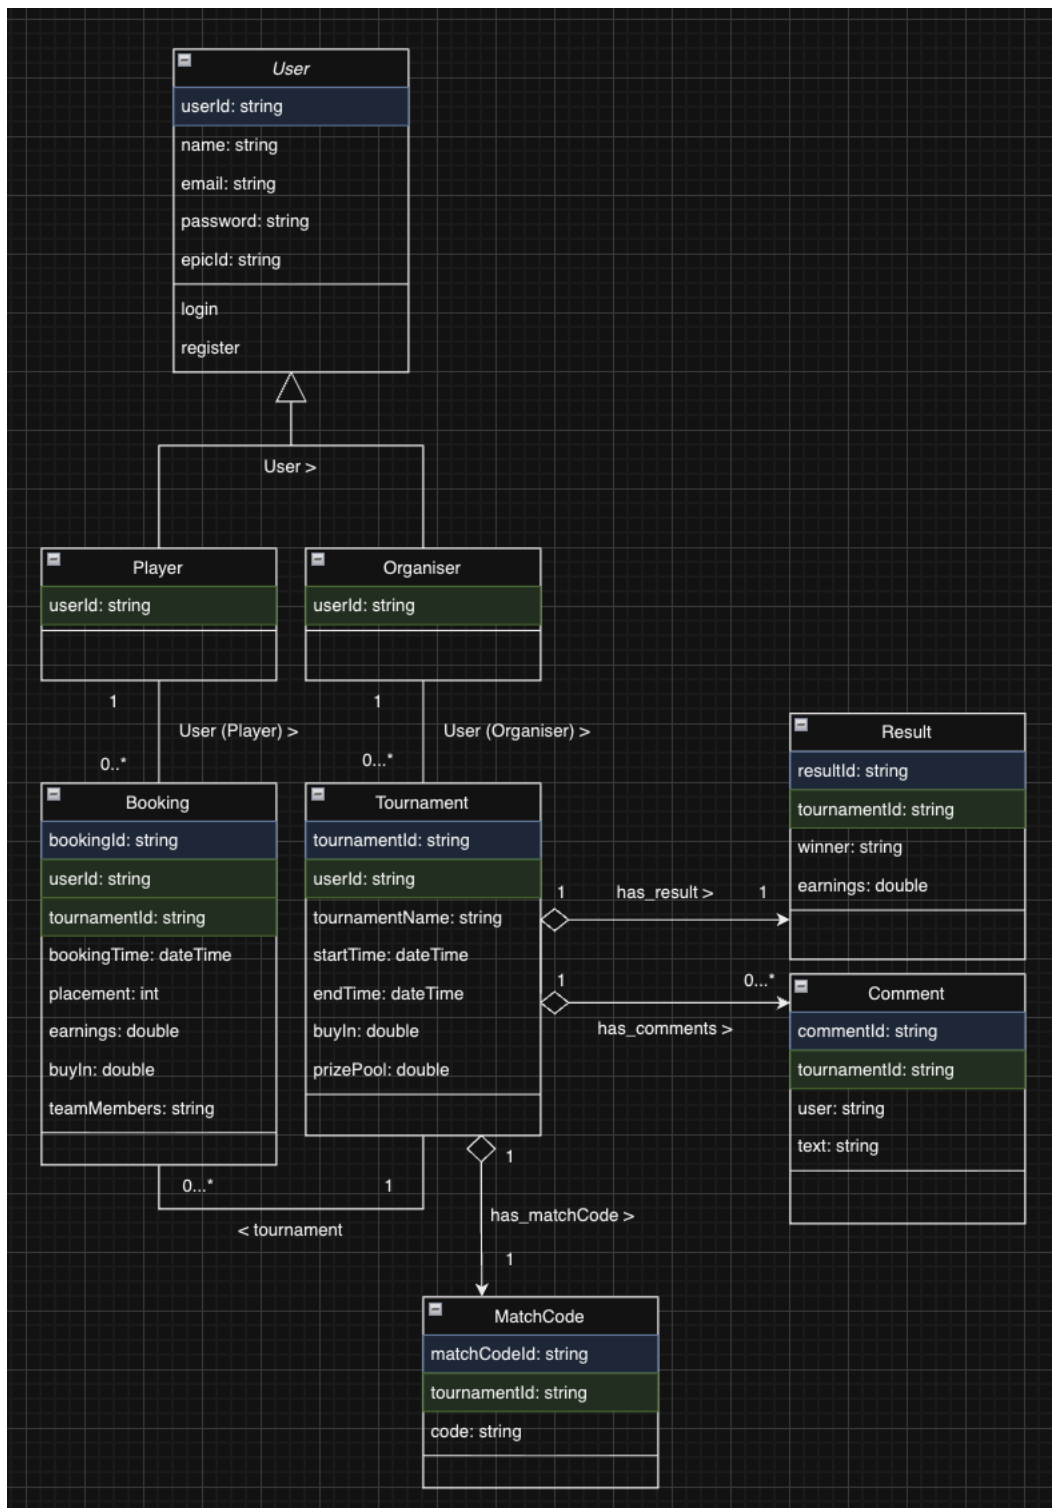 User
userId: string
name: string
email: string
password: string
epicId: string
login
register
User >
Player
userId: string
Organiser
userId: string
1
User (Player) >
0..*
1
User (Organiser) >
0...*
Booking
bookingId: string
userId: string
tournamentId: string
bookingTime: dateTime
placement: int
earnings: double
buyIn: double
teamMembers: string
Tournament
tournamentId: string
userId: string
tournamentName: string
startTime: dateTime
endTime: dateTime
buyIn: double
prizePool: double
1
has_result >
1
Result
resultId: string
tournamentId: string
winner: string
earnings: double
1
0...*
has_comments >
Comment
commentId: string
tournamentId: string
user: string
text: string
0...*
1
< tournament
1
has_matchCode >
1
MatchCode
matchCodeId: string
tournamentId: string
code: string